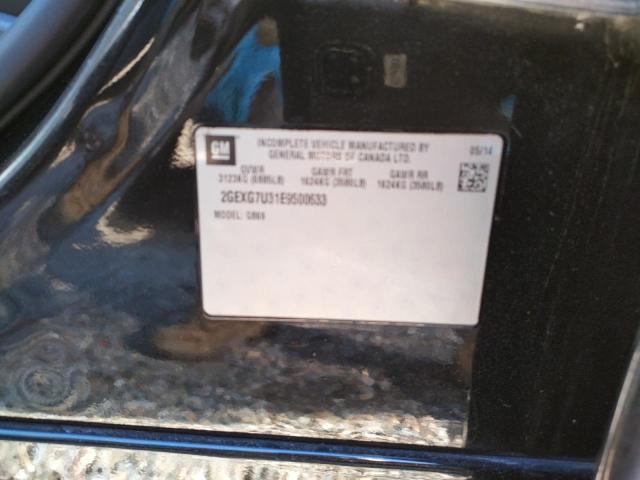 GM
INCOMPLETE VEHICLE MANUFACTURED BY
GENERAL MOTORS OF CANADA LTD.
05/14
GVWR GAWR FRT GAWR RR
3123KG (6885LB) 1624KG (3580LB) 1624KG (3580LB)
2GEXG7U31E9500633
MODEL: GB69